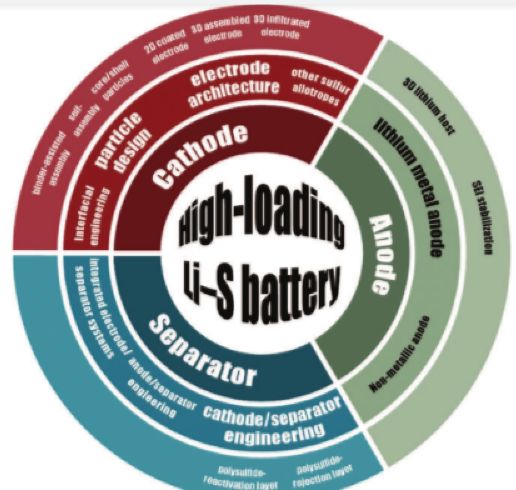 2D coated
electrode
3D assembled
electrode
3D infiltrated
electrode
core/shell
particles
self-
assembly
binder-assisted
assembly
electrode
architecture
other sulfur
allotropes
particle
design
Interfacial
engineering
Cathode
High-loading
Li–S battery
Anode
lithium metal anode
3D lithium host
SEI stabilization
Non-metallic anode
Separator
integrated electrode/
separator systems
anode/separator
engineering
cathode/separator
engineering
polysulfide-
reactivation layer
polysulfide-
rejection layer